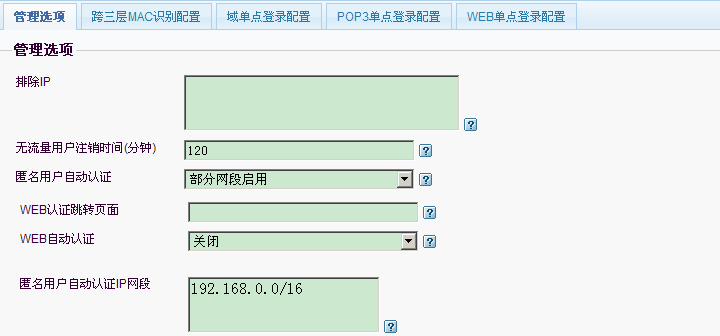 管理选项 跨三层MAC识别配置 域单点登录配置 POP3单点登录配置 WEB单点登录配置
管理选项
排除IP
?
无流量用户注销时间(分钟) 120 ?
匿名用户自动认证 部分网段启用 ?
WEB认证跳转页面 ?
WEB自动认证 关闭 ?
匿名用户自动认证IP网段 192.168.0.0/16
?